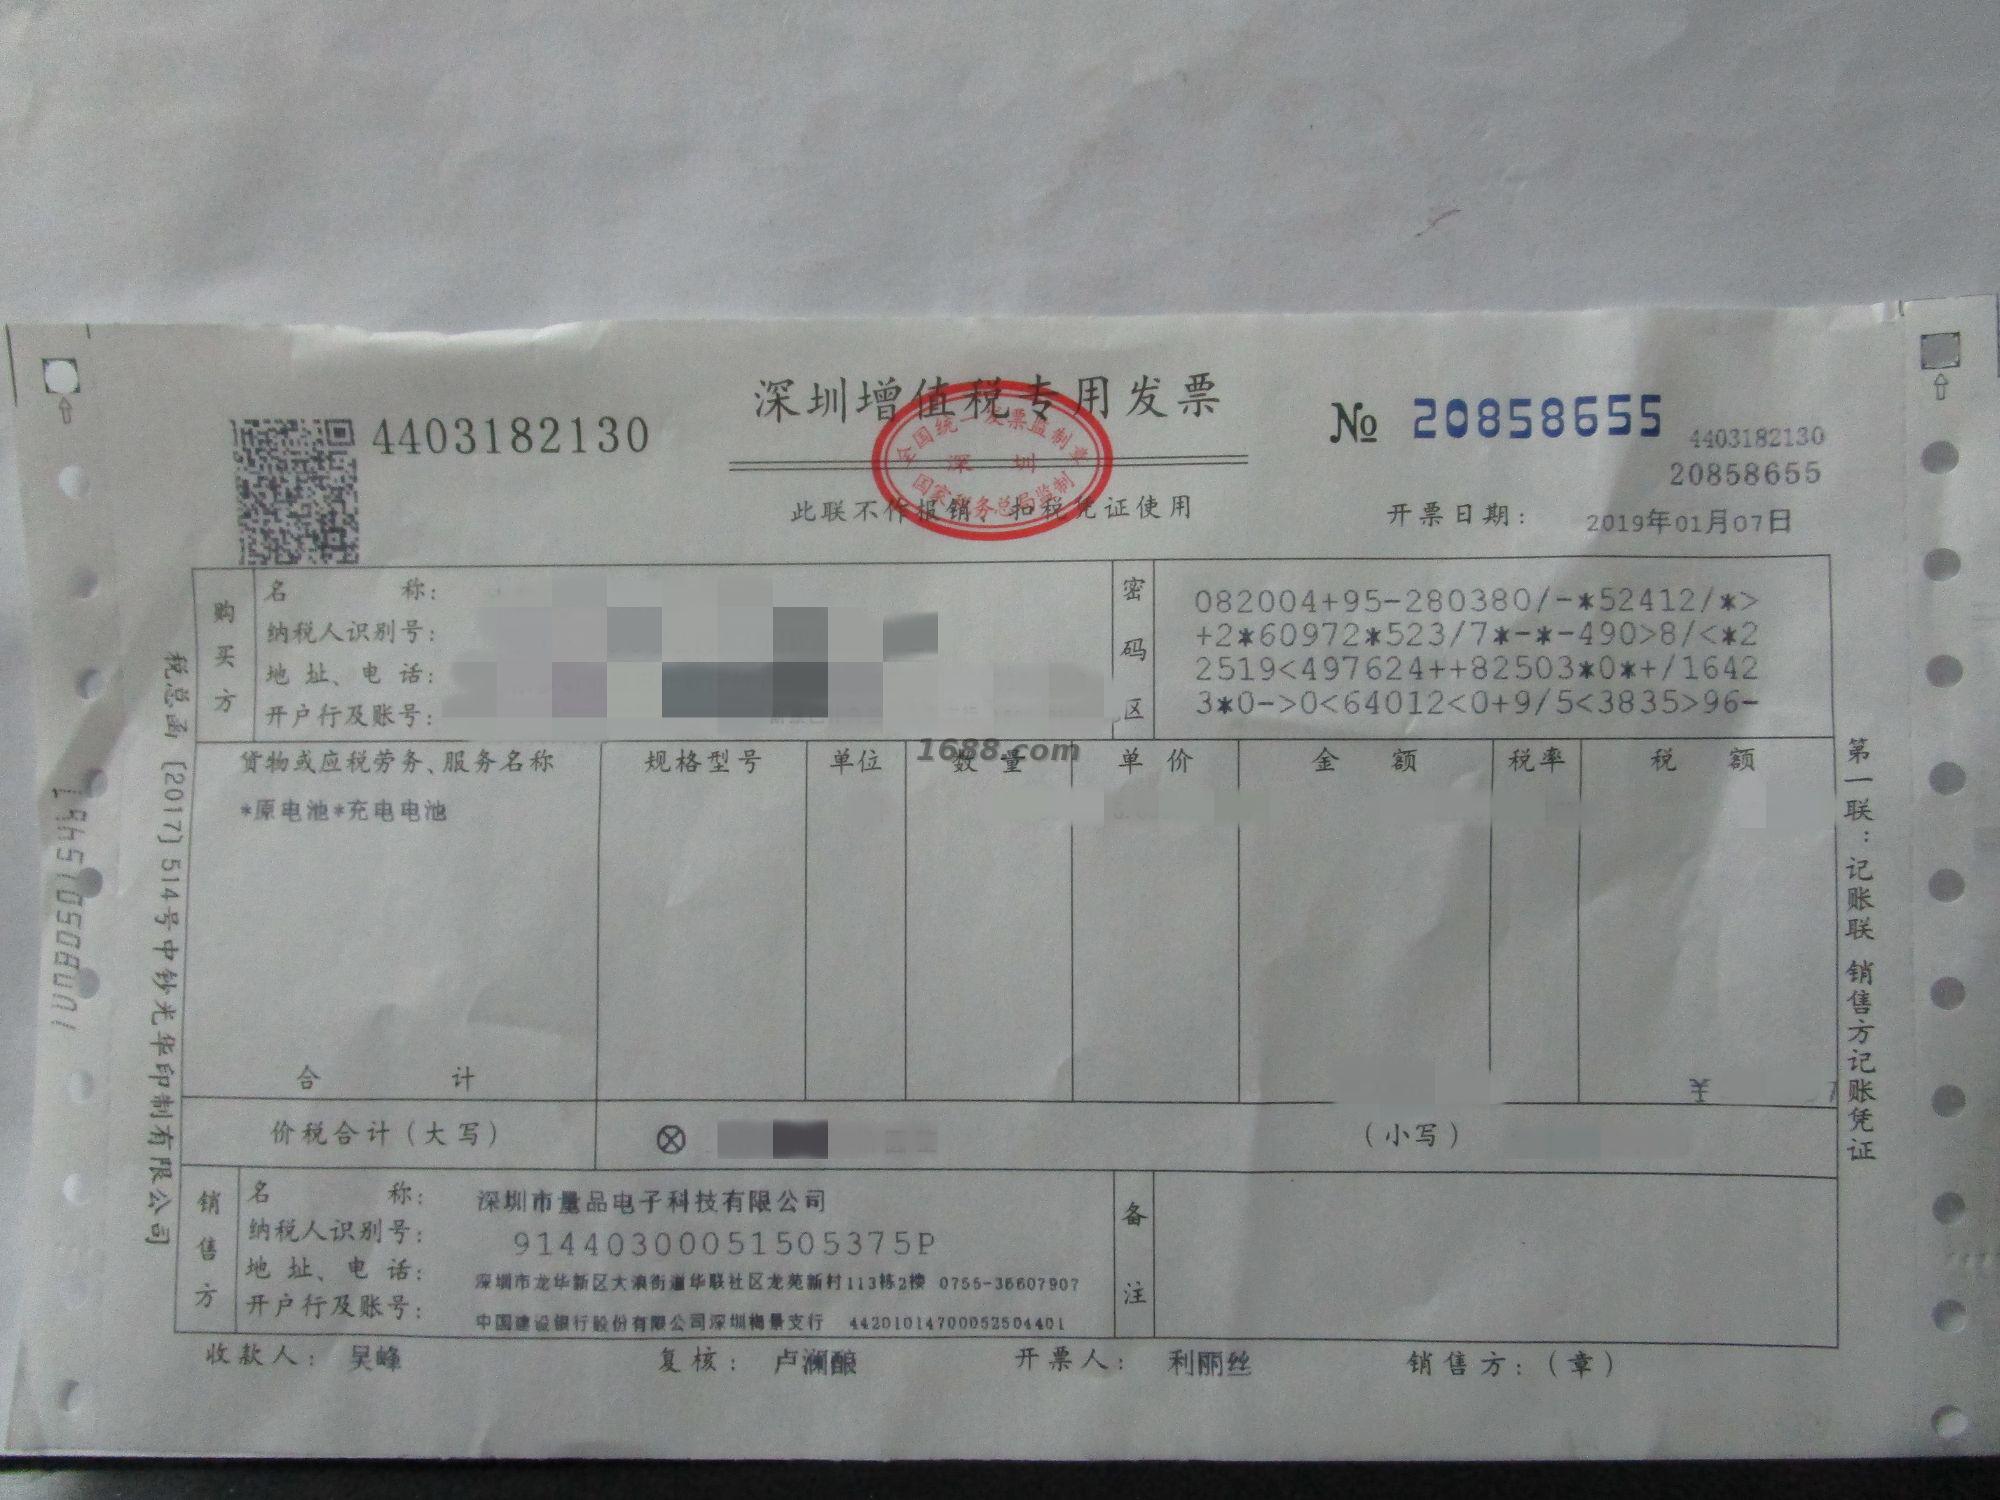 深圳增值税专用发票
4403182130
№ 20858655
4403182130
20858655
全国统一发票监制章
深圳
国家税务总局监制
此联不作报销、扣税凭证使用
开票日期: 2019年01月07日
购买方
名 称:
纳税人识别号:
地址、电话:
开户行及账号:
密码区
082004+95-280380/-*52412/*>
+2*60972*523/7*-*-490>8/<*2
2519<497624++82503*0*+/1642
3*0->0<64012<0+9/5<3835>96-
1688.com
货物或应税劳务、服务名称 规格型号 单位 数量 单价 金额 税率 税额
*原电池*充电电池
合 计
¥
价税合计(大写) ⊗ (小写)
销售方
名 称: 深圳市量品电子科技有限公司
纳税人识别号: 91440300051505375P
地址、电话: 深圳市龙华新区大浪街道华联社区龙苑新村113栋2楼 0755-36607907
开户行及账号: 中国建设银行股份有限公司深圳梅景支行 44201014700052504401
备注
收款人: 吴峰 复核: 卢澜酿 开票人: 利丽丝 销售方:(章)
税总函〔2017〕514号中钞光华印制有限公司
第一联:记账联 销售方记账凭证